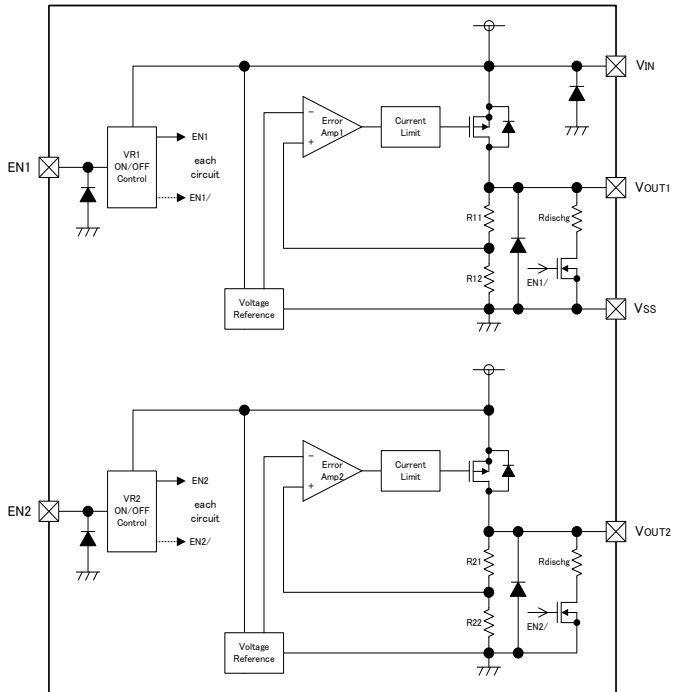 VIN
Error
Amp1
−
+
Current
Limit
EN1
VR1
ON/OFF
Control
EN1
each
circuit
EN1/
VOUT1
R11
Rdischg
R12
EN1/
Voltage
Reference
VSS
Error
Amp2
−
+
Current
Limit
EN2
VR2
ON/OFF
Control
EN2
each
circuit
EN2/
VOUT2
R21
Rdischg
R22
EN2/
Voltage
Reference